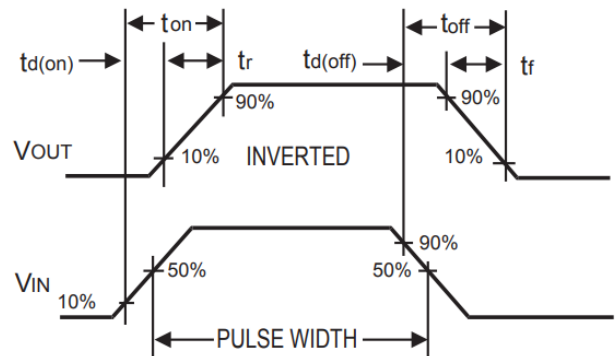 ton toff
td(on) tr td(off) tf
90% 90%
VOUT 10% INVERTED 10%
90%
VIN 50% 50%
10%
PULSE WIDTH